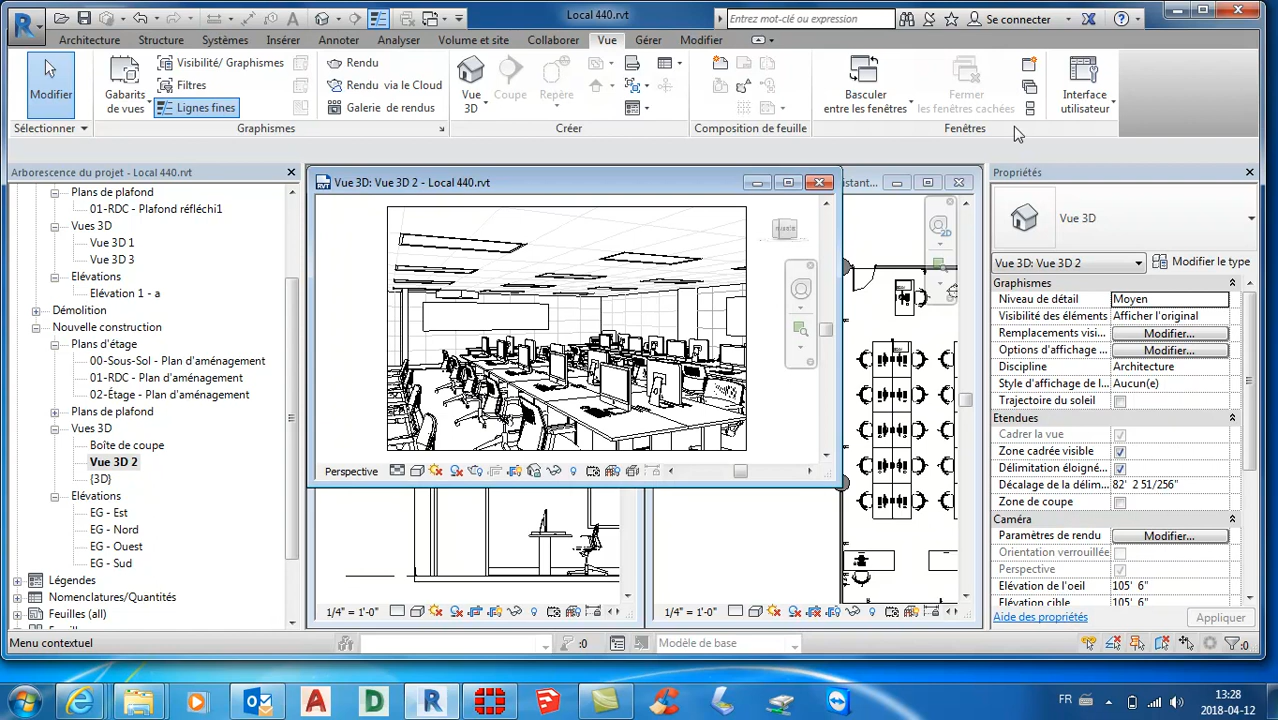 Local 440.rvt
Entrez mot-clé ou expression
Se connecter
Architecture
Structure
Systèmes
Insérer
Annoter
Analyser
Volume et site
Collaborer
Vue
Gérer
Modifier
Modifier
Sélectionner
Gabarits
de vues
Visibilité/ Graphismes
Filtres
Lignes fines
Graphismes
Rendu
Rendu via le Cloud
Galerie de rendus
Vue
3D
Coupe
Repère
Créer
Composition de feuille
Basculer
entre les fenêtres
Fermer
les fenêtres cachées
Fenêtres
Interface
utilisateur
Arborescence du projet - Local 440.rvt
Plans de plafond
01-RDC - Plafond réfléchi1
Vues 3D
Vue 3D 1
Vue 3D 3
Elévations
Elévation 1 - a
Démolition
Nouvelle construction
Plans d'étage
00-Sous-Sol - Plan d'aménagement
01-RDC - Plan d'aménagement
02-Étage - Plan d'aménagement
Plans de plafond
Vues 3D
Boîte de coupe
Vue 3D 2
{3D}
Elévations
EG - Est
EG - Nord
EG - Ouest
EG - Sud
Légendes
Nomenclatures/Quantités
Feuilles (all)
Vue 3D: Vue 3D 2 - Local 440.rvt
istant...
2D
Perspective
1/4" = 1'-0"
1/4" = 1'-0"
Propriétés
Vue 3D
Vue 3D: Vue 3D 2
Modifier le type
Graphismes
Niveau de détail Moyen
Visibilité des éléments Afficher l'original
Remplacements visi... Modifier...
Options d'affichage ... Modifier...
Discipline Architecture
Style d'affichage de l... Aucun(e)
Trajectoire du soleil
Etendues
Cadrer la vue
Zone cadrée visible
Délimitation éloigné...
Décalage de la délim... 82' 2 51/256"
Zone de coupe
Caméra
Paramètres de rendu Modifier...
Orientation verrouillée
Perspective
Elévation de l'oeil 105' 6"
Elévation cible 105' 6"
Aide des propriétés
Appliquer
Menu contextuel
:0
Modèle de base
:0
FR
13:28
2018-04-12